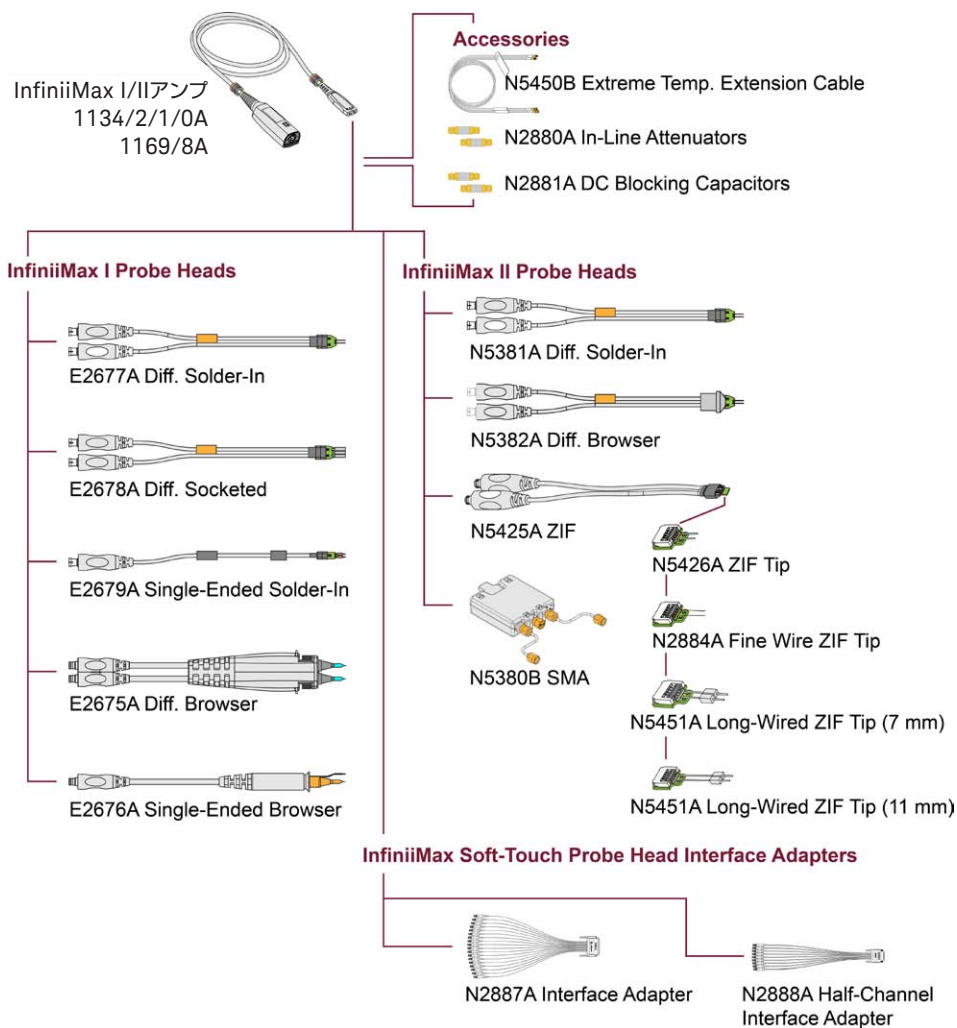 InfiniiMax I/IIアンプ
1134/2/1/0A
1169/8A
Accessories
N5450B Extreme Temp. Extension Cable
N2880A In-Line Attenuators
N2881A DC Blocking Capacitors
InfiniiMax I Probe Heads
E2677A Diff. Solder-In
E2678A Diff. Socketed
E2679A Single-Ended Solder-In
E2675A Diff. Browser
E2676A Single-Ended Browser
InfiniiMax II Probe Heads
N5381A Diff. Solder-In
N5382A Diff. Browser
N5425A ZIF
N5426A ZIF Tip
N2884A Fine Wire ZIF Tip
N5380B SMA
N5451A Long-Wired ZIF Tip (7 mm)
N5451A Long-Wired ZIF Tip (11 mm)
InfiniiMax Soft-Touch Probe Head Interface Adapters
N2887A Interface Adapter
N2888A Half-Channel
Interface Adapter